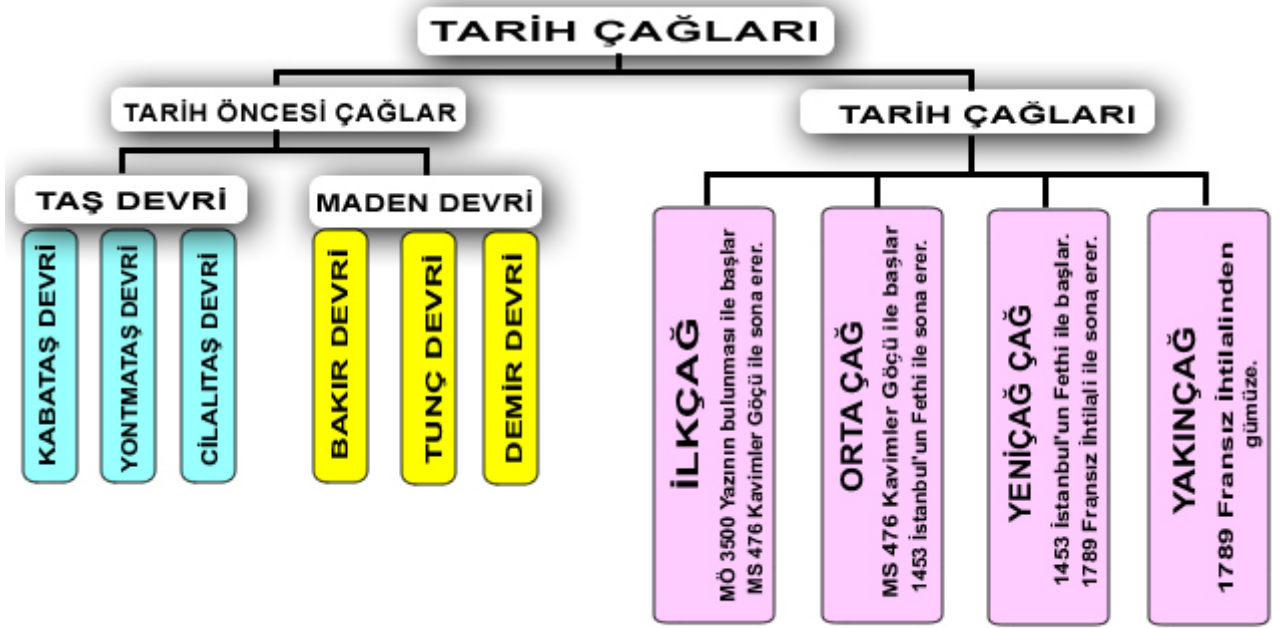 TARİH ÇAĞLARI
TARİH ÖNCESİ ÇAĞLAR
TARİH ÇAĞLARI
TAŞ DEVRİ
MADEN DEVRİ
KABATAŞ DEVRİ
YONTMATAŞ DEVRİ
CİLALITAŞ DEVRİ
BAKIR DEVRİ
TUNÇ DEVRİ
DEMİR DEVRİ
İLKÇAĞ
MÖ 3500 Yazının bulunması ile başlar
MS 476 Kavimler Göçü ile sona erer.
ORTA ÇAĞ
MS 476 Kavimler Göçü ile başlar
1453 İstanbul'un Fethi ile sona erer.
YENİÇAĞ ÇAĞ
1453 İstanbul'un Fethi ile başlar.
1789 Fransız İhtilali ile sona erer.
YAKINÇAĞ
1789 Fransız İhtilalinden
gümüze.